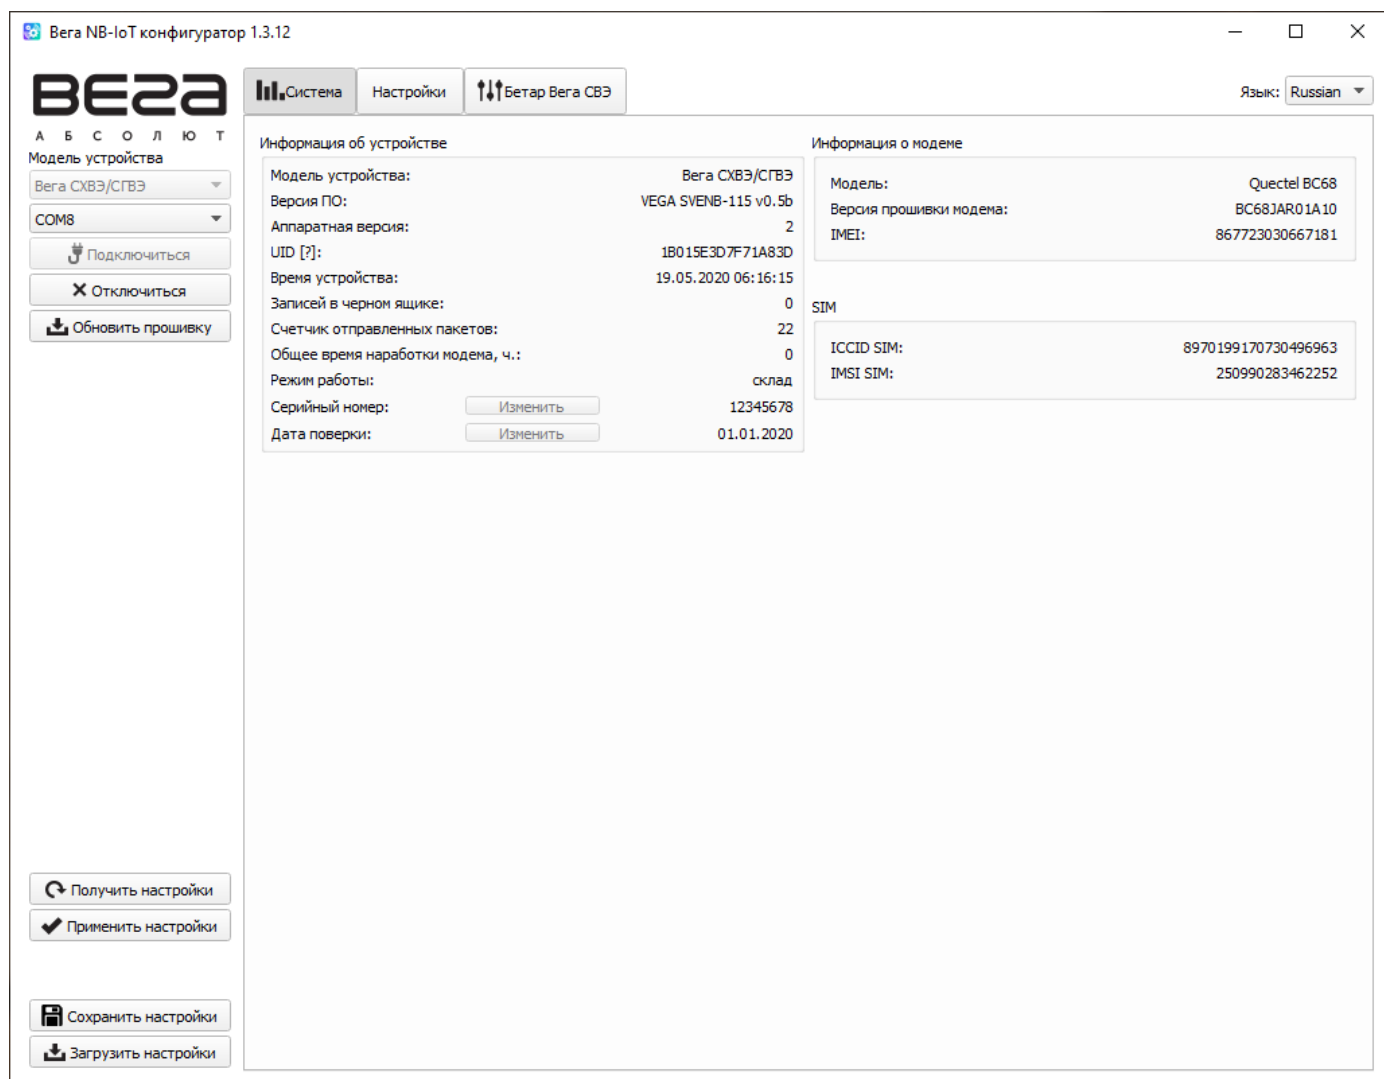 Вега NB-IoT конфигуратор 1.3.12
ВЕГА
АБСОЛЮТ
Модель устройства
Вега СХВЭ/СГВЭ
COM8
Подключиться
Отключиться
Обновить прошивку
Получить настройки
Применить настройки
Сохранить настройки
Загрузить настройки
Система
Настройки
Бетар Вега СВЭ
Язык: Russian
Информация об устройстве
Модель устройства: Вега СХВЭ/СГВЭ
Версия ПО: VEGA SVENB-115 v0.5b
Аппаратная версия: 2
UID [?]: 1B015E3D7F71A83D
Время устройства: 19.05.2020 06:16:15
Записей в черном ящике: 0
Счетчик отправленных пакетов: 22
Общее время наработки модема, ч.: 0
Режим работы: склад
Серийный номер: Изменить 12345678
Дата поверки: Изменить 01.01.2020
Информация о модеме
Модель: Quectel BC68
Версия прошивки модема: BC68JAR01A10
IMEI: 867723030667181
SIM
ICCID SIM: 8970199170730496963
IMSI SIM: 250990283462252